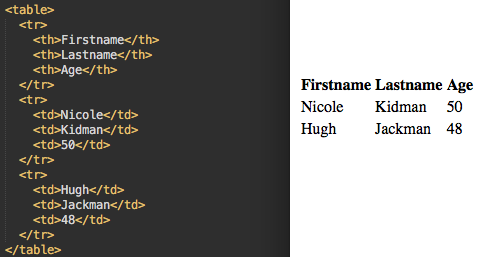 <table>
<tr>
<th>Firstname</th>
<th>Lastname</th>
<th>Age</th>
</tr>
<tr>
<td>Nicole</td>
<td>Kidman</td>
<td>50</td>
</tr>
<tr>
<td>Hugh</td>
<td>Jackman</td>
<td>48</td>
</tr>
</table>
Firstname Lastname Age
Nicole Kidman 50
Hugh Jackman 48